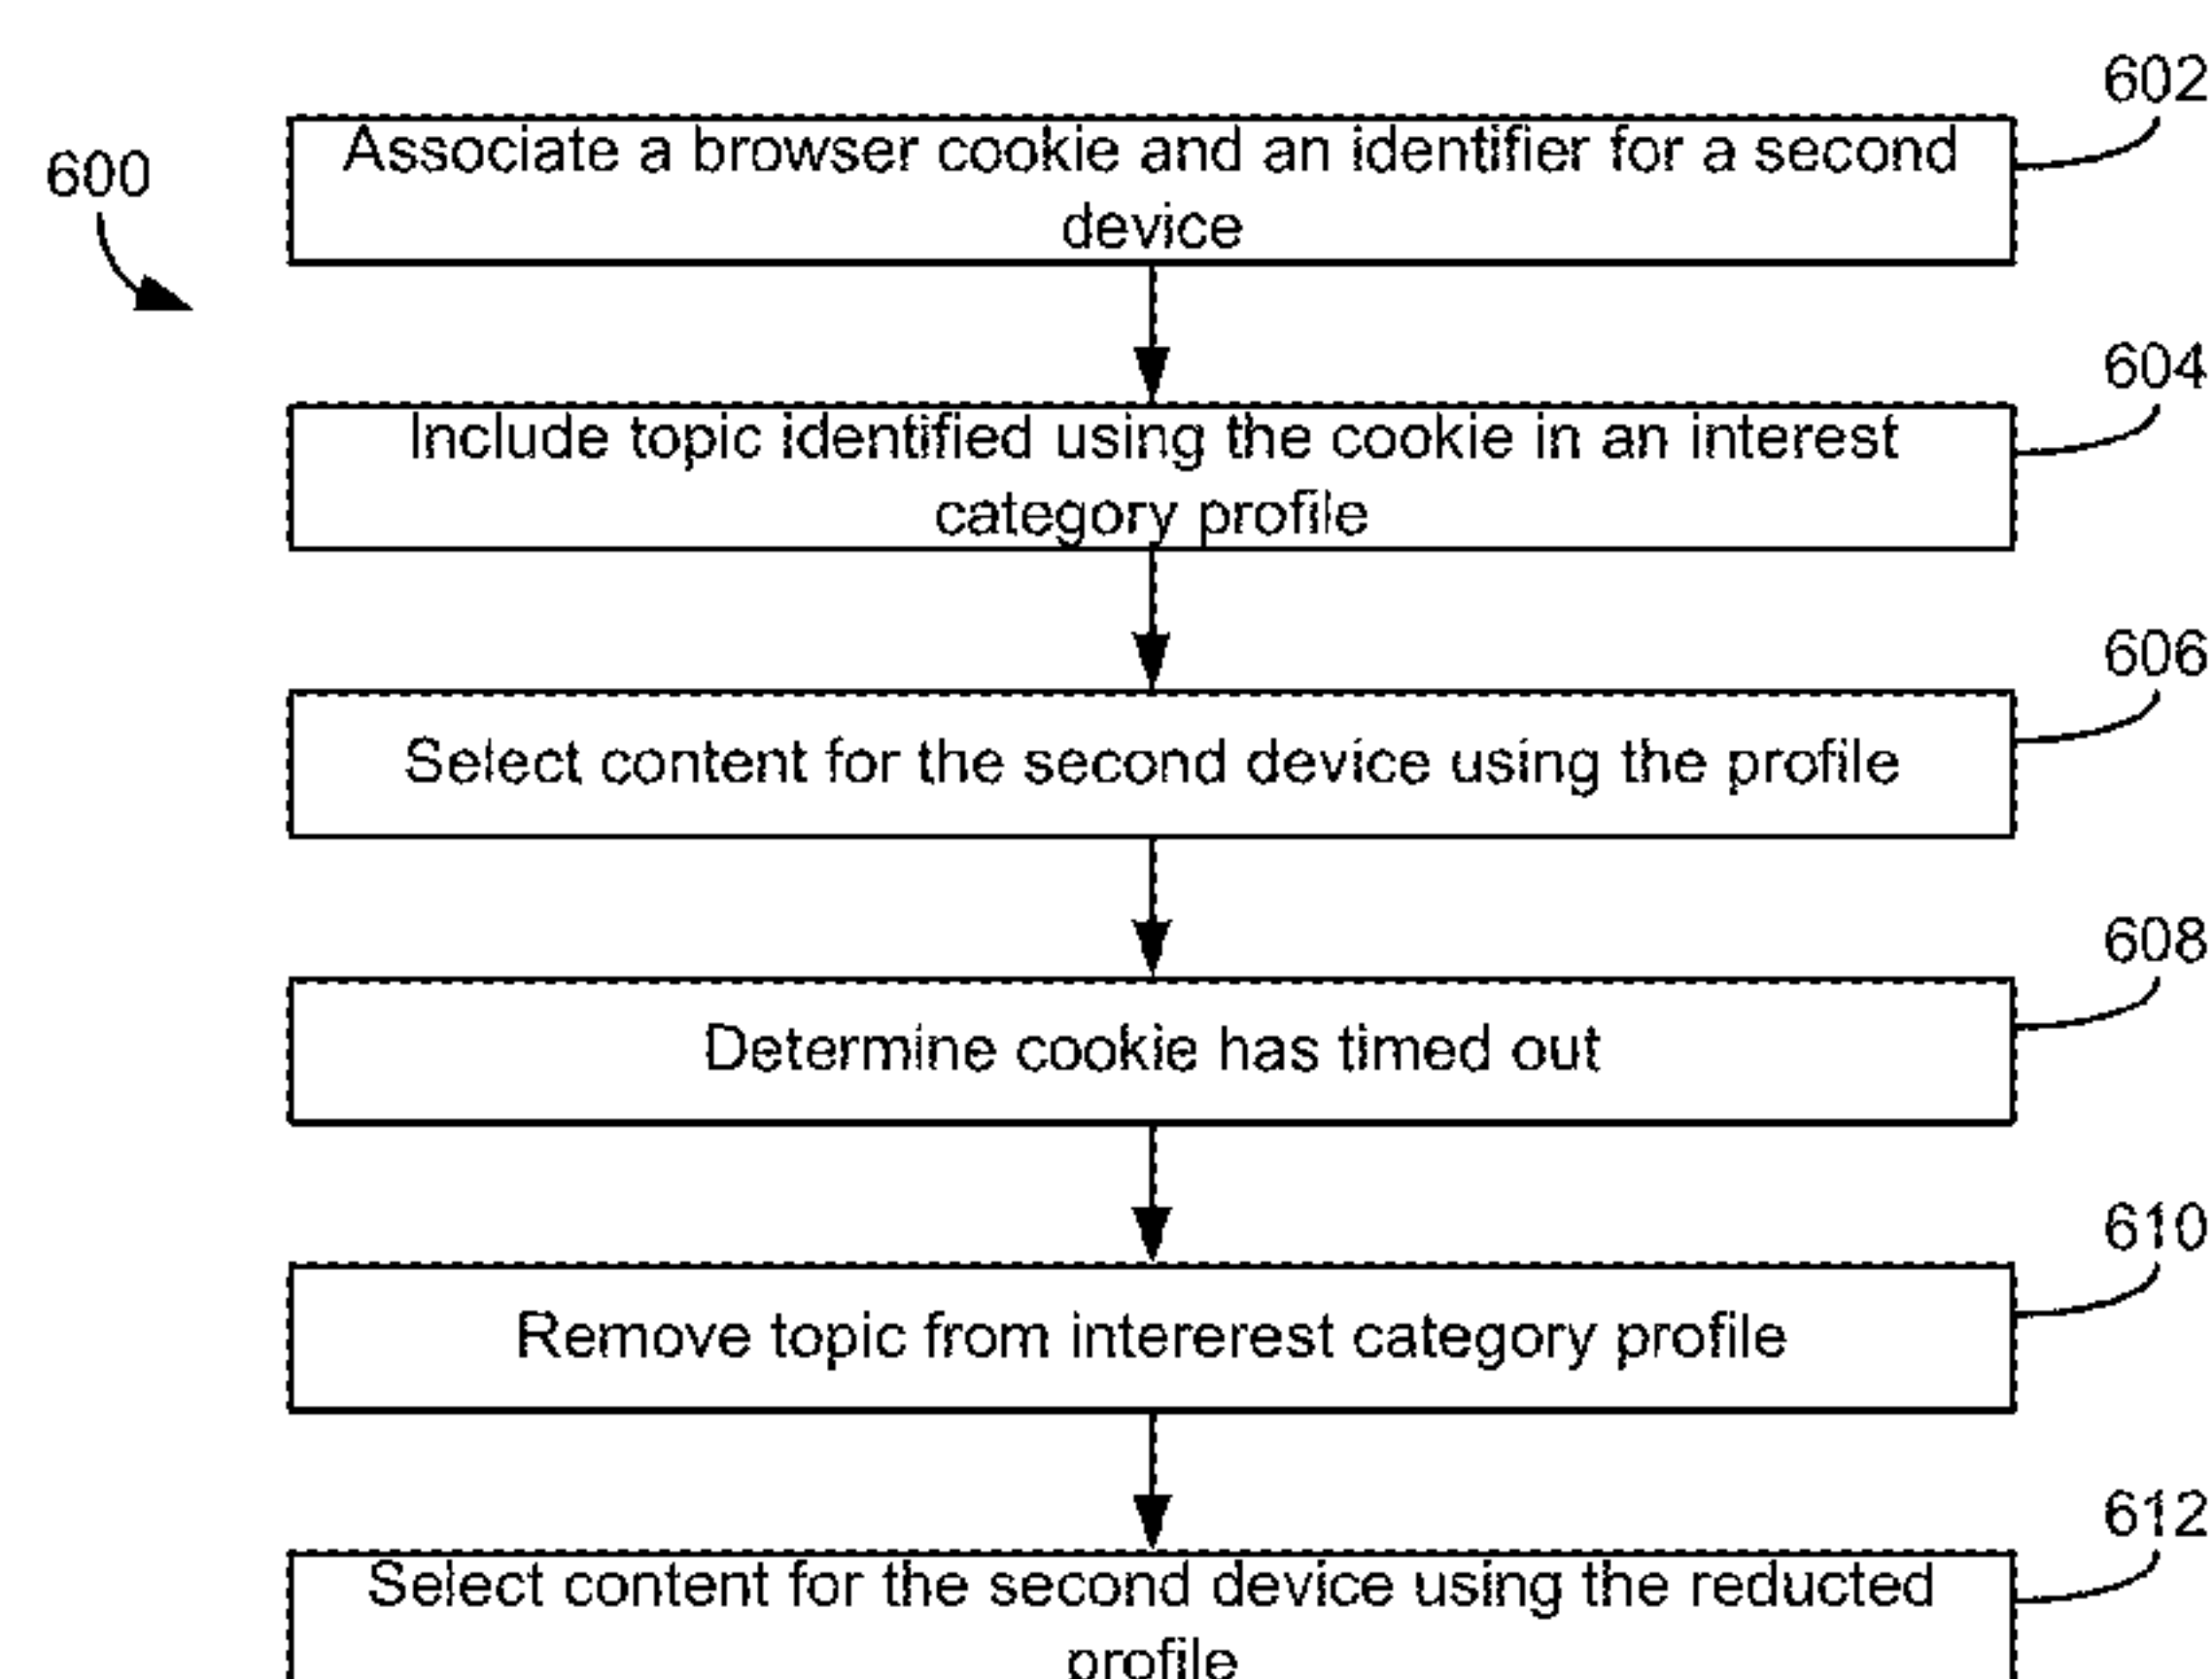 602
600
Associate a browser cookie and an identifier for a second
device
604
Include topic identified using the cookie in an interest
category profile
606
Select content for the second device using the profile
608
Determine cookie has timed out
610
Remove topic from intererest category profile
612
Select content for the second device using the reducted
profile